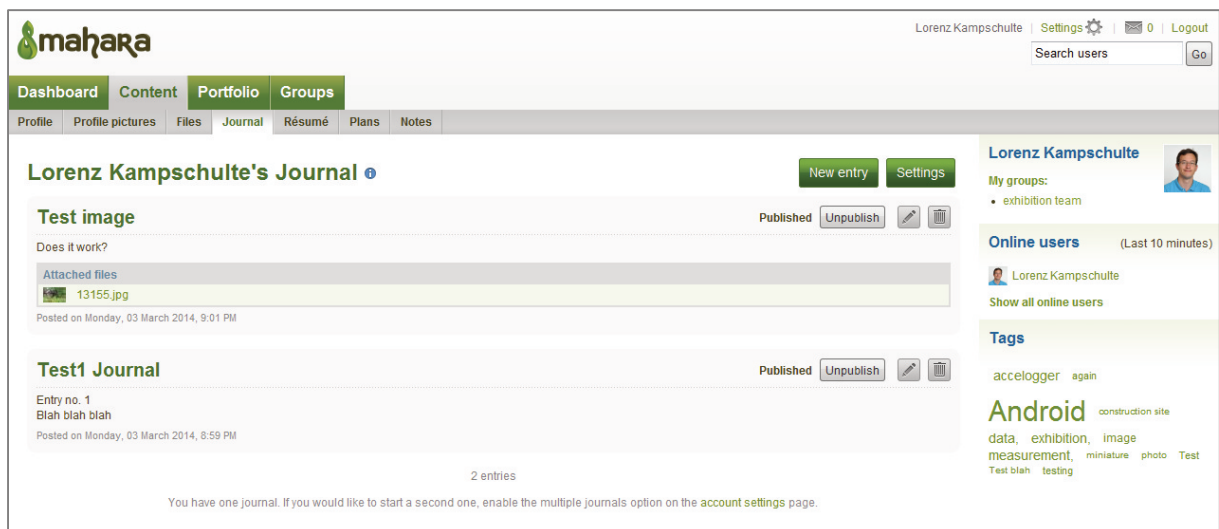 mahara
Lorenz Kampschulte | Settings | 0 | Logout
Search users Go
Dashboard Content Portfolio Groups
Profile Profile pictures Files Journal Résumé Plans Notes
Lorenz Kampschulte's Journal
New entry Settings
Test image
Published Unpublish
Does it work?
Attached files
13155.jpg
Posted on Monday, 03 March 2014, 9:01 PM
Test1 Journal
Published Unpublish
Entry no. 1
Blah blah blah
Posted on Monday, 03 March 2014, 8:59 PM
2 entries
You have one journal. If you would like to start a second one, enable the multiple journals option on the account settings page.
Lorenz Kampschulte
My groups:
• exhibition team
Online users (Last 10 minutes)
Lorenz Kampschulte
Show all online users
Tags
accelogger again
Android construction site
data, exhibition, image
measurement, miniature photo Test
Test blah testing